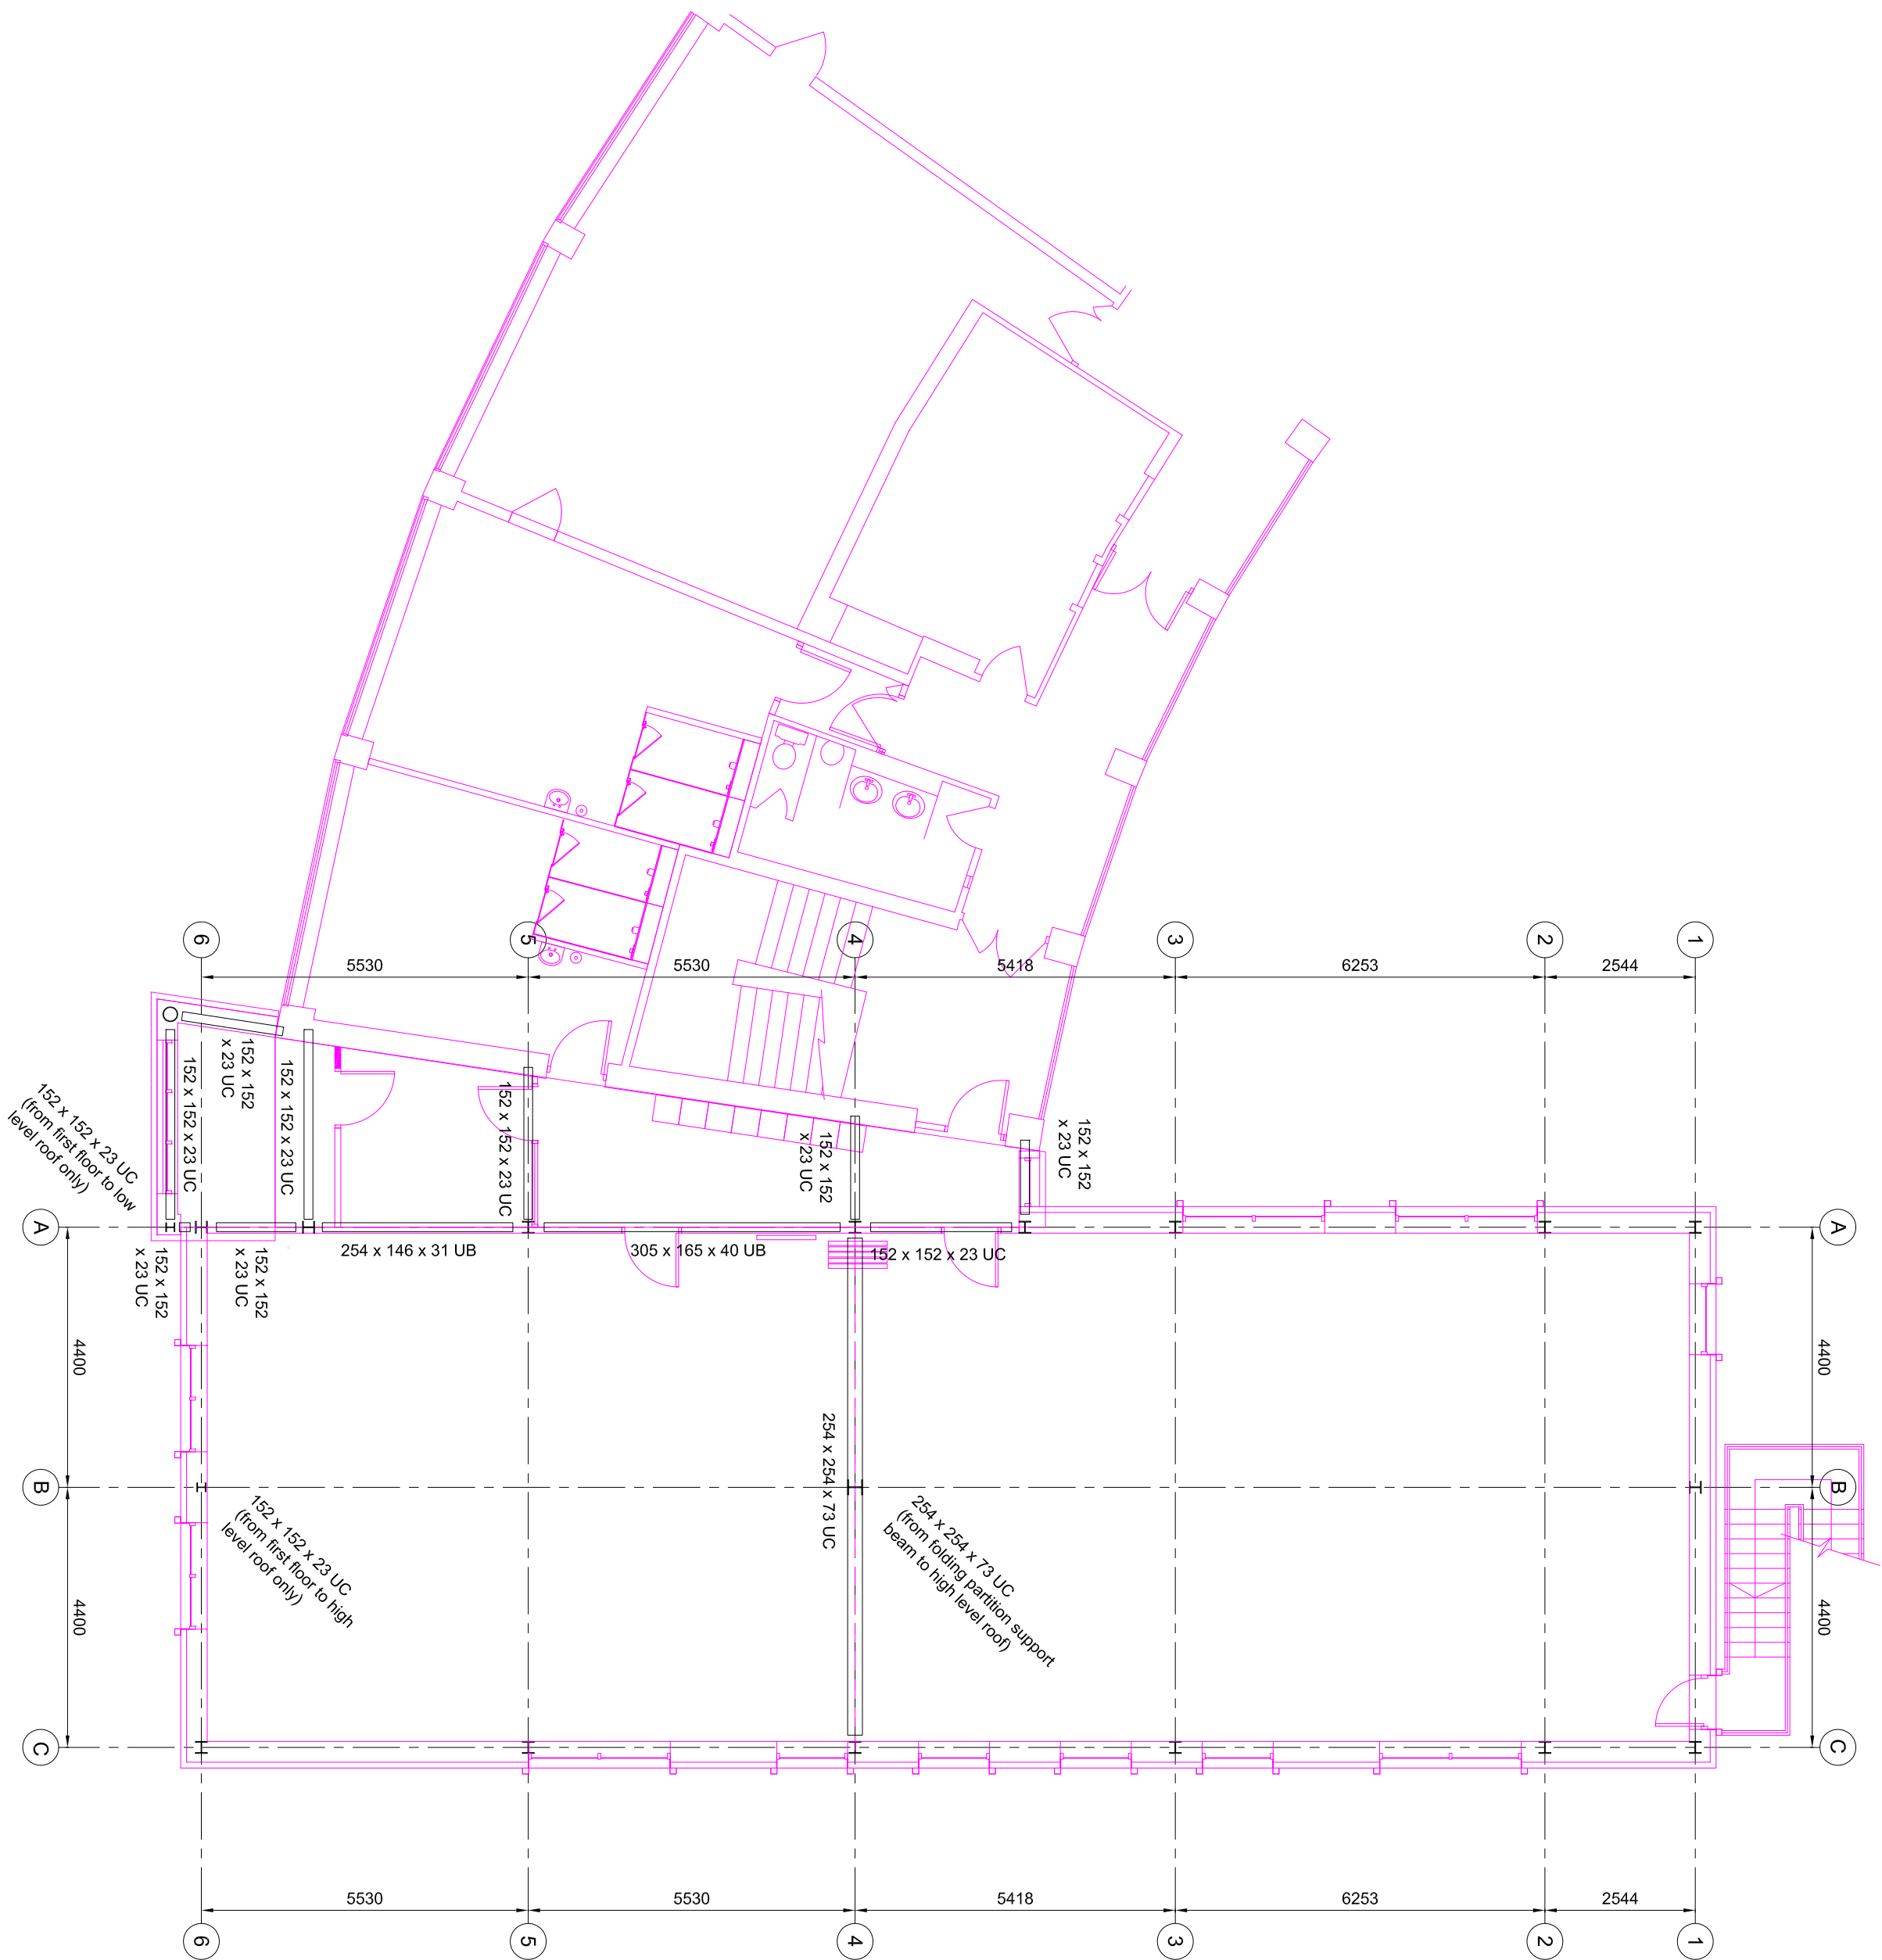 6
5
4
3
2
1
5530
5530
5418
6253
2544
152 x 152
x 23 UC
152 x 152 x 23 UC
152 x 152 x 23 UC
152 x 152 x 23 UC
152 x 152
x 23 UC
152 x 152
x 23 UC
152 x 152 x 23 UC
(from first floor to low
level roof only)
A
A
254 x 146 x 31 UB
305 x 165 x 40 UB
152 x 152 x 23 UC
152 x 152
x 23 UC
152 x 152
x 23 UC
4400
4400
254 x 254 x 73 UC
B
B
152 x 152 x 23 UC
(from first floor to high
level roof only)
254 x 254 x 73 UC
(from folding partition support
beam to high level roof)
4400
4400
C
C
5530
5530
5418
6253
2544
6
5
4
3
2
1